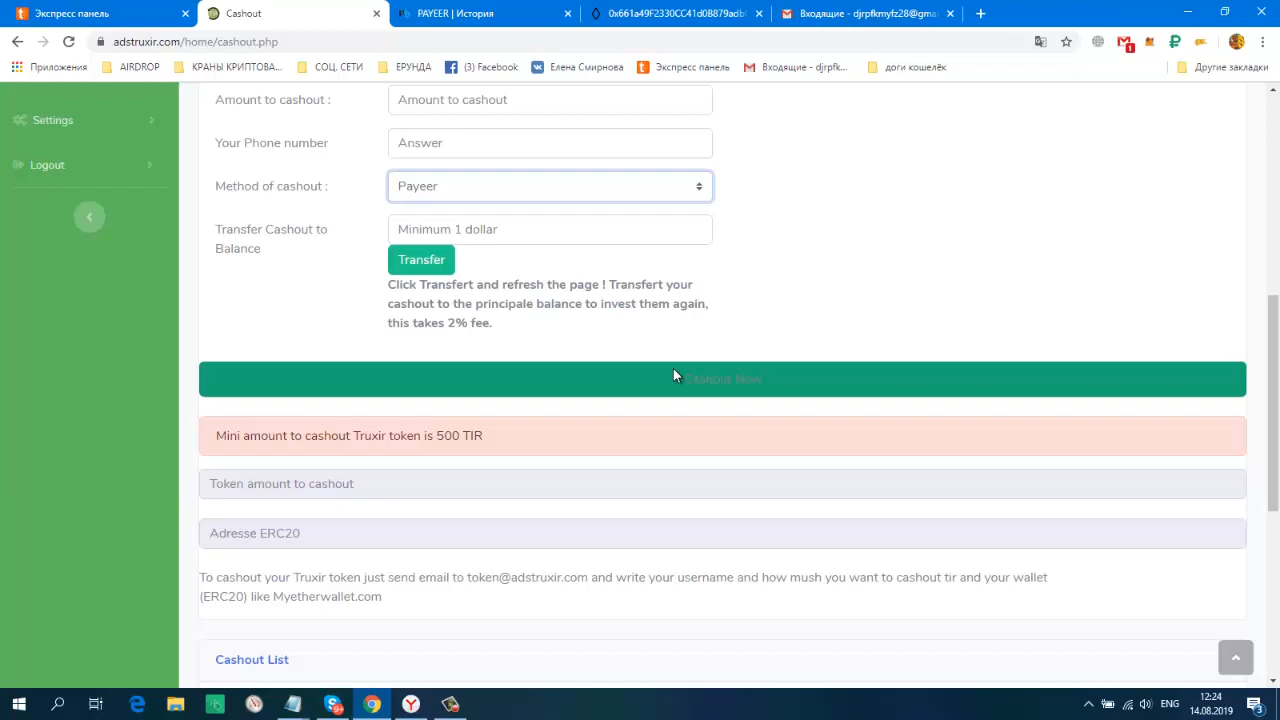 Экспресс панель
Cashout
PAYEER | История
0x661a49F2330CC41d0B879adb
Входящие - djrpfkmyfz28@gmai
adstruxir.com/home/cashout.php
1
Приложения
AIRDROP
КРАНЫ КРИПТОВА...
СОЦ. СЕТИ
ЕРУНДА
(3) Facebook
Елена Смирнова
Экспресс панель
Входящие - djrpfk...
доги кошелёк
Другие закладки
Settings
Logout
Amount to cashout :
Amount to cashout
Your Phone number
Answer
Method of cashout :
Payeer
Transfer Cashout to
Balance
Minimum 1 dollar
Transfer
Click Transfert and refresh the page ! Transfert your
cashout to the principale balance to invest them again,
this takes 2% fee.
Cashout Now
Mini amount to cashout Truxir token is 500 TIR
Token amount to cashout
Adresse ERC20
To cashout your Truxir token just send email to token@adstruxir.com and write your username and how mush you want to cashout tir and your wallet
(ERC20) like Myetherwallet.com
Cashout List
ENG
12:24
14.08.2019
3